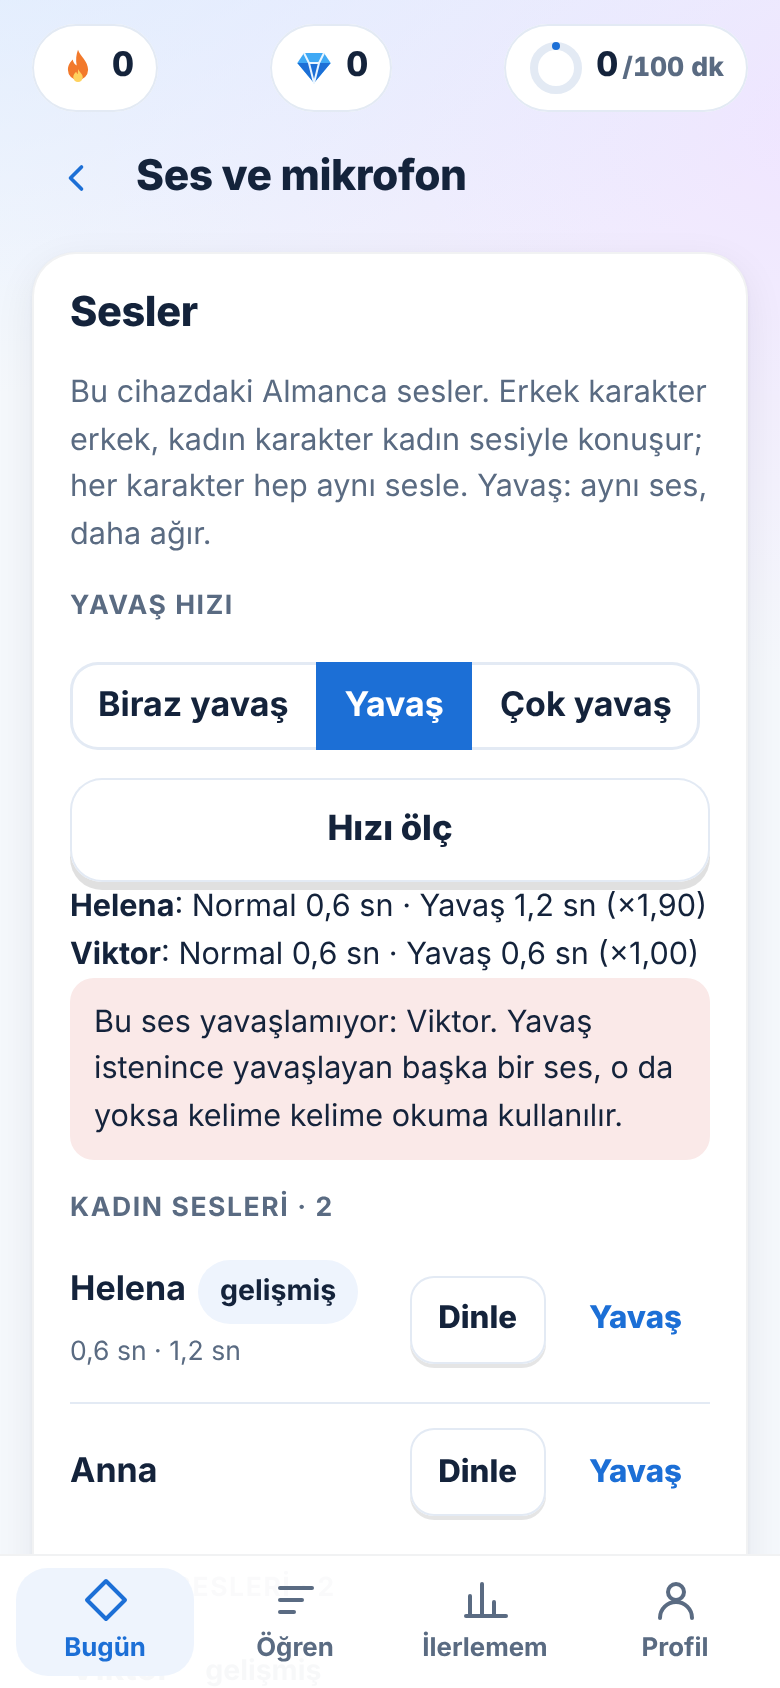 0
0
0/100 dk
Ses ve mikrofon
Sesler
Bu cihazdaki Almanca sesler. Erkek karakter
erkek, kadın karakter kadın sesiyle konuşur;
her karakter hep aynı sesle. Yavaş: aynı ses,
daha ağır.
YAVAŞ HIZI
Biraz yavaş
Yavaş
Çok yavaş
Hızı ölç
Helena: Normal 0,6 sn · Yavaş 1,2 sn (×1,90)
Viktor: Normal 0,6 sn · Yavaş 0,6 sn (×1,00)
Bu ses yavaşlamıyor: Viktor. Yavaş
istenince yavaşlayan başka bir ses, o da
yoksa kelime kelime okuma kullanılır.
KADIN SESLERİ · 2
Helena gelişmiş
Dinle
Yavaş
0,6 sn · 1,2 sn
Anna
Dinle
Yavaş
Bugün
Öğren
İlerlemem
Profil
gelişmiş